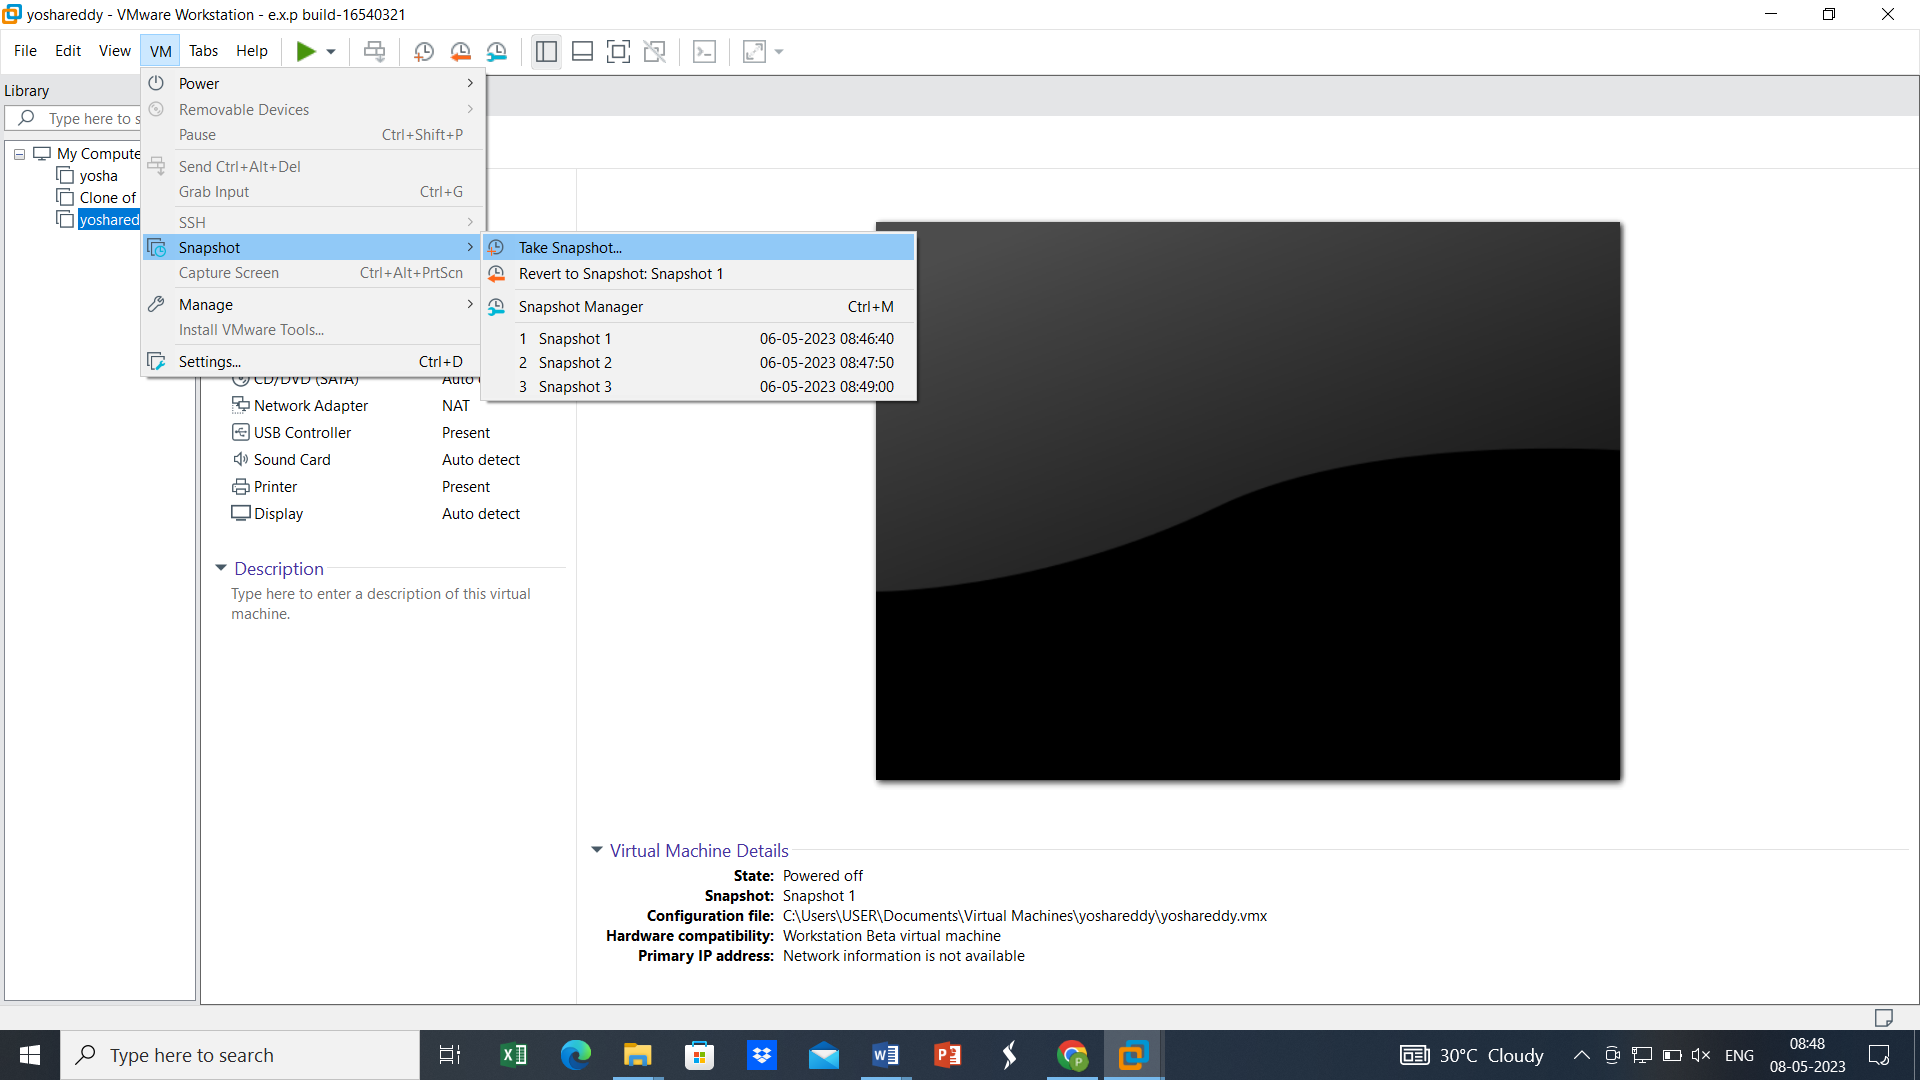 yoshareddy - VMware Workstation - e.x.p build-16540321
File Edit View VM Tabs Help
Library
Type here to s
My Compute
yosha
Clone of
yoshared
Power
Removable Devices
Pause Ctrl+Shift+P
Send Ctrl+Alt+Del
Grab Input Ctrl+G
SSH
Snapshot
Capture Screen Ctrl+Alt+PrtScn
Manage
Install VMware Tools...
Settings... Ctrl+D
Take Snapshot...
Revert to Snapshot: Snapshot 1
Snapshot Manager Ctrl+M
1 Snapshot 1 06-05-2023 08:46:40
2 Snapshot 2 06-05-2023 08:47:50
3 Snapshot 3 06-05-2023 08:49:00
CD/DVD (SATA) Auto
Network Adapter NAT
USB Controller Present
Sound Card Auto detect
Printer Present
Display Auto detect
Description
Type here to enter a description of this virtual
machine.
Virtual Machine Details
State: Powered off
Snapshot: Snapshot 1
Configuration file: C:\Users\USER\Documents\Virtual Machines\yoshareddy\yoshareddy.vmx
Hardware compatibility: Workstation Beta virtual machine
Primary IP address: Network information is not available
Type here to search
30°C Cloudy
ENG
08:48
08-05-2023